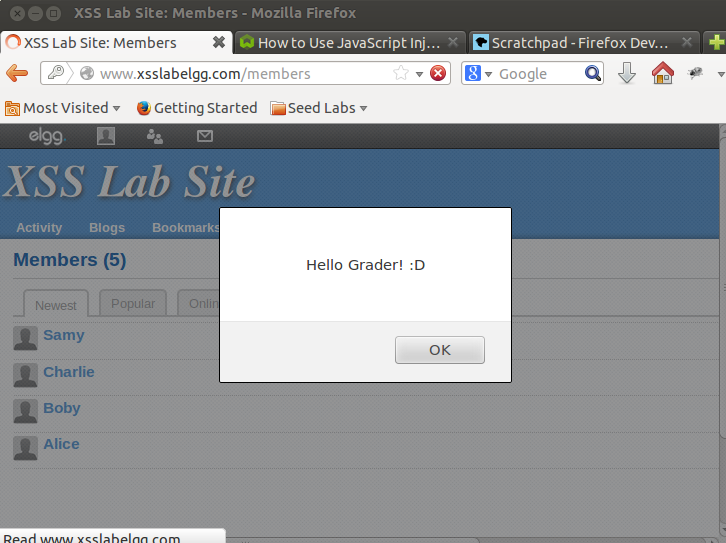 XSS Lab Site: Members - Mozilla Firefox
XSS Lab Site: Members
How to Use JavaScript Inj...
Scratchpad - Firefox Dev...
www.xsslabelgg.com/members
Google
Most Visited
Getting Started
Seed Labs
elgg
XSS Lab Site
Activity Blogs Bookmarks
Members (5)
Newest Popular Onlin
Hello Grader! :D
OK
Samy
Charlie
Boby
Alice
Read www.xsslabelgg.com